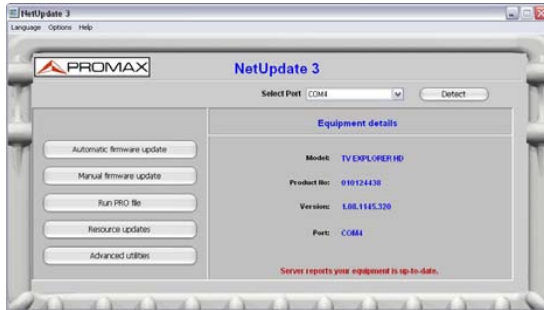 NetUpdate 3
Language Options Help
PROMAX
NetUpdate 3
Select Port COM4 Detect
Equipment details
Automatic firmware update
Manual firmware update
Run PRO file
Resource updates
Advanced utilities
Model: TV EXPLORER HD
Product No: 010124438
Version: 1.08.1145.320
Port: COM4
Server reports your equipment is up-to-date.